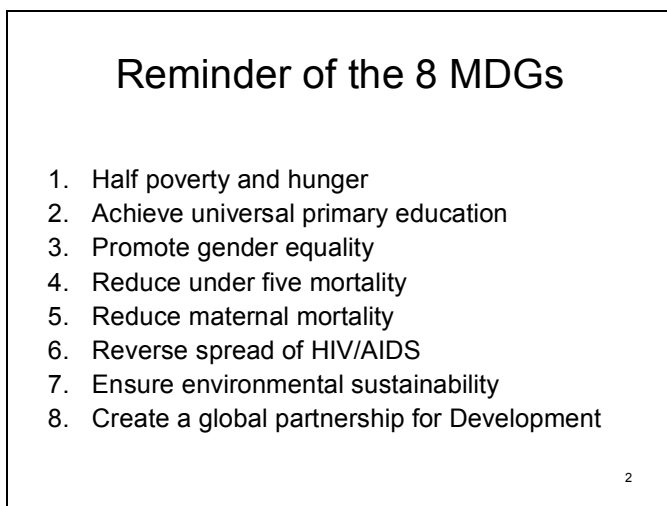 Reminder of the 8 MDGs
1. Half poverty and hunger
2. Achieve universal primary education
3. Promote gender equality
4. Reduce under five mortality
5. Reduce maternal mortality
6. Reverse spread of HIV/AIDS
7. Ensure environmental sustainability
8. Create a global partnership for Development
2